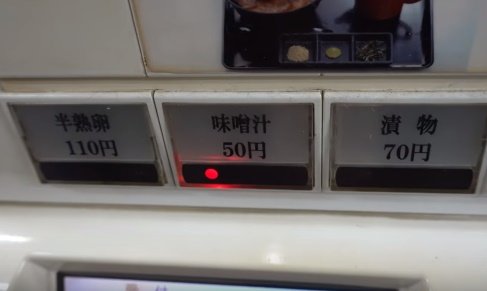 半熟卵
110円
味噌汁
50円
漬物
70円